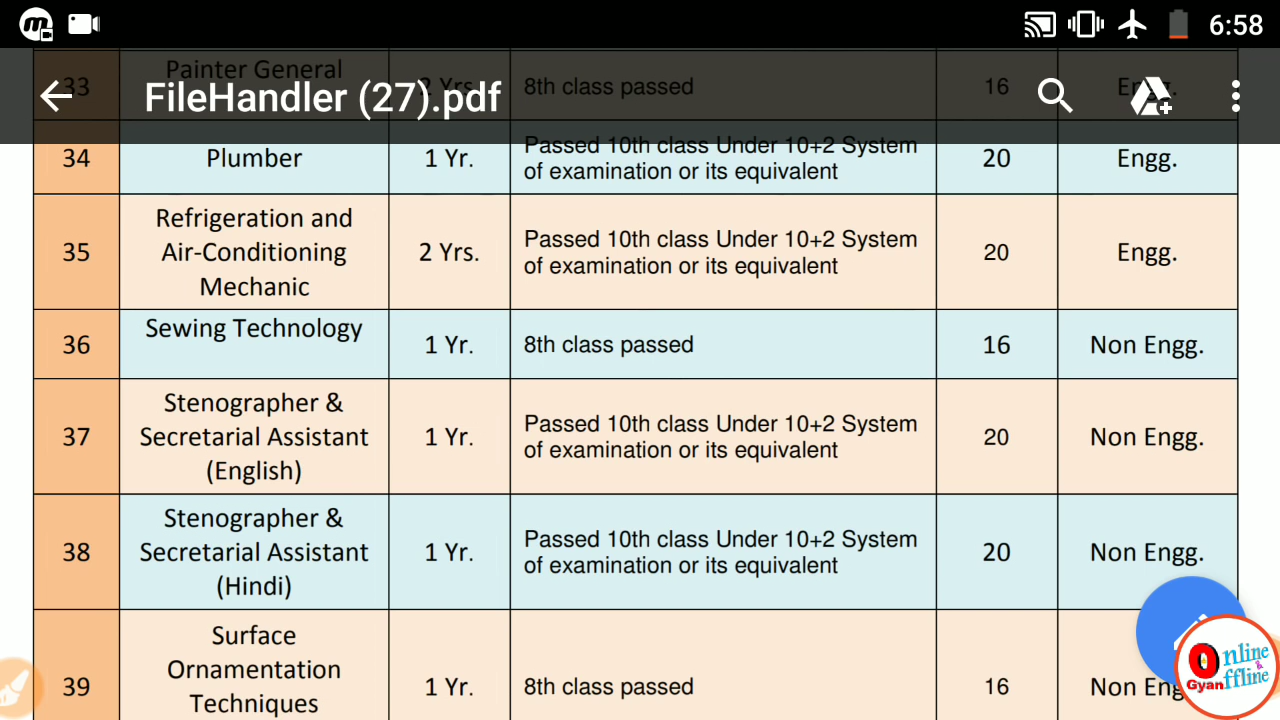 6:58
FileHandler (27).pdf
33
Painter General
2 Yrs.
8th class passed
16
Engg.
34
Plumber
1 Yr.
Passed 10th class Under 10+2 System
of examination or its equivalent
20
Engg.
35
Refrigeration and
Air-Conditioning
Mechanic
2 Yrs.
Passed 10th class Under 10+2 System
of examination or its equivalent
20
Engg.
36
Sewing Technology
1 Yr.
8th class passed
16
Non Engg.
37
Stenographer &
Secretarial Assistant
(English)
1 Yr.
Passed 10th class Under 10+2 System
of examination or its equivalent
20
Non Engg.
38
Stenographer &
Secretarial Assistant
(Hindi)
1 Yr.
Passed 10th class Under 10+2 System
of examination or its equivalent
20
Non Engg.
39
Surface
Ornamentation
Techniques
1 Yr.
8th class passed
16
Non Eng
Online
&
Gyan ffline